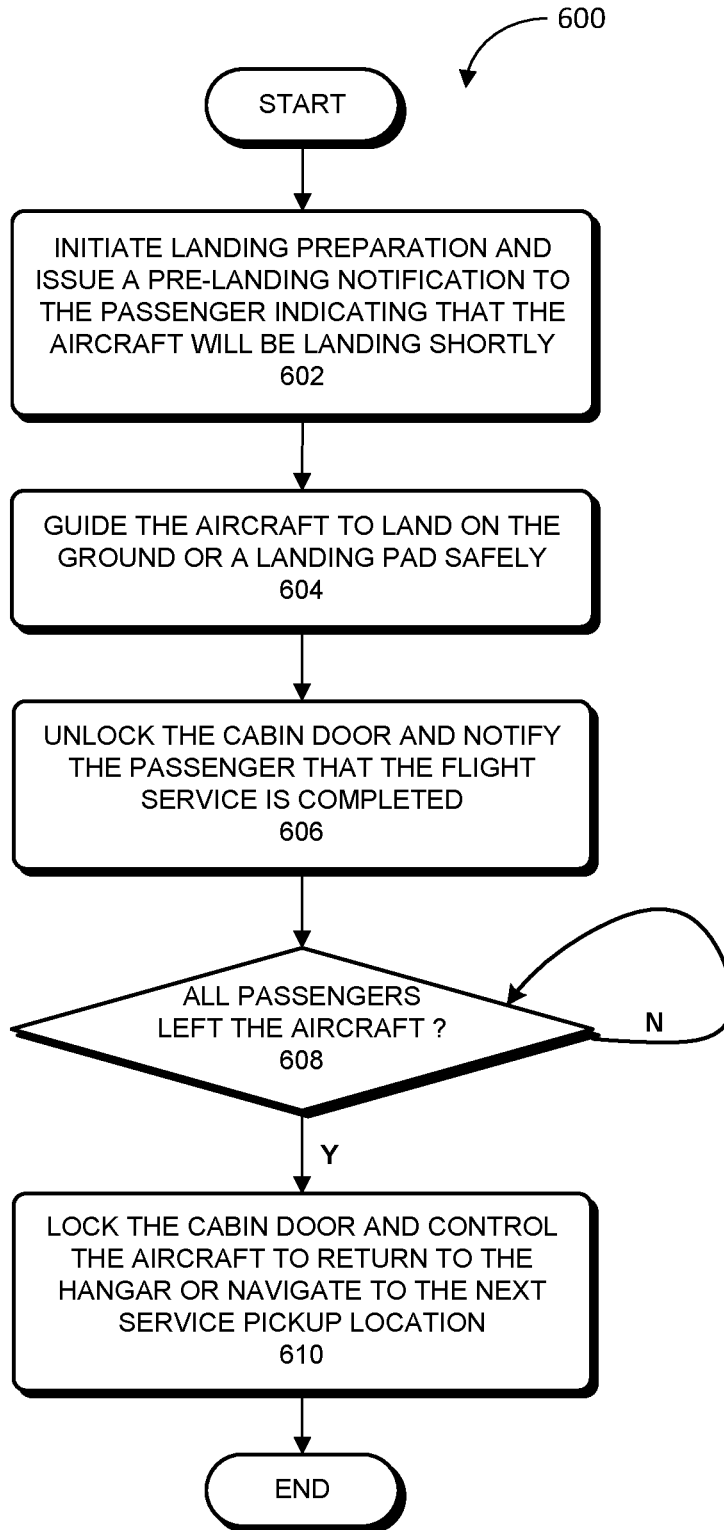 600
START
INITIATE LANDING PREPARATION AND
ISSUE A PRE-LANDING NOTIFICATION TO
THE PASSENGER INDICATING THAT THE
AIRCRAFT WILL BE LANDING SHORTLY
602
GUIDE THE AIRCRAFT TO LAND ON THE
GROUND OR A LANDING PAD SAFELY
604
UNLOCK THE CABIN DOOR AND NOTIFY
THE PASSENGER THAT THE FLIGHT
SERVICE IS COMPLETED
606
ALL PASSENGERS
LEFT THE AIRCRAFT ?
608
N
Y
LOCK THE CABIN DOOR AND CONTROL
THE AIRCRAFT TO RETURN TO THE
HANGAR OR NAVIGATE TO THE NEXT
SERVICE PICKUP LOCATION
610
END